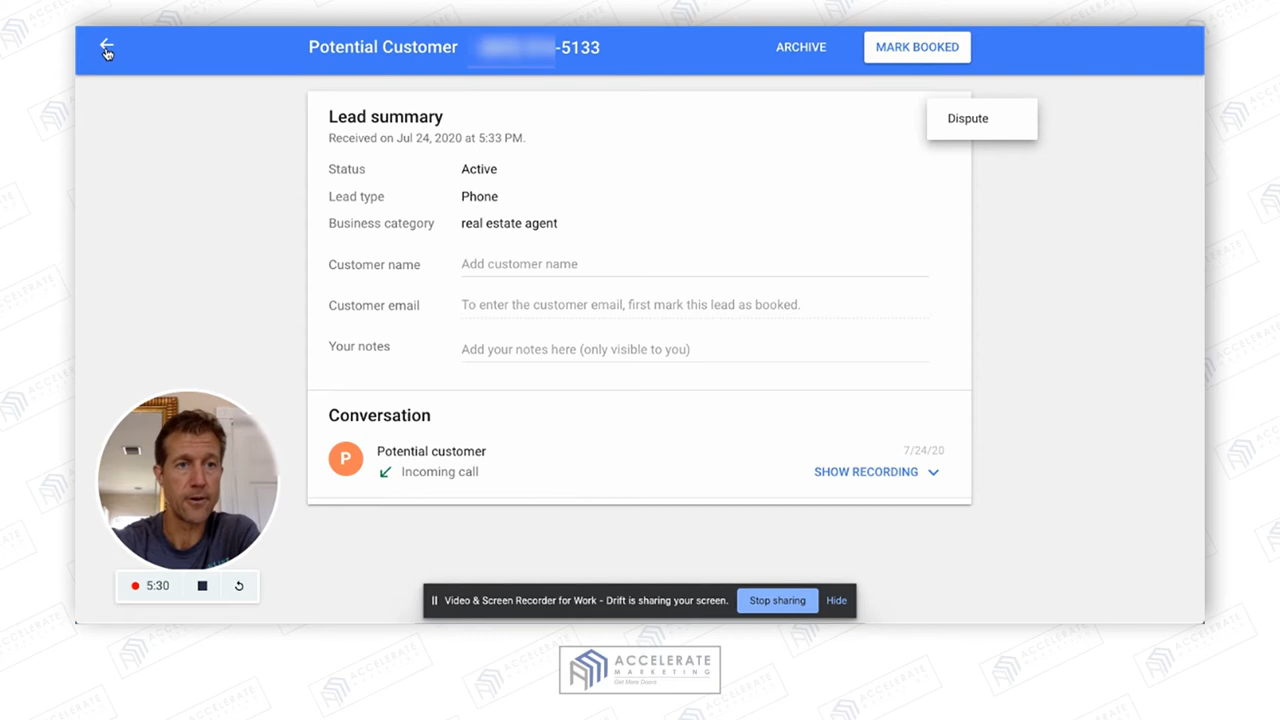 Potential Customer -5133
ARCHIVE
MARK BOOKED
Lead summary
Received on Jul 24, 2020 at 5:33 PM.
Dispute
Status Active
Lead type Phone
Business category real estate agent
Customer name Add customer name
Customer email To enter the customer email, first mark this lead as booked.
Your notes Add your notes here (only visible to you)
Conversation
P
Potential customer 7/24/20
Incoming call SHOW RECORDING
5:30
Video & Screen Recorder for Work - Drift is sharing your screen. Stop sharing Hide
ACCELERATE
MARKETING
Get More Doors